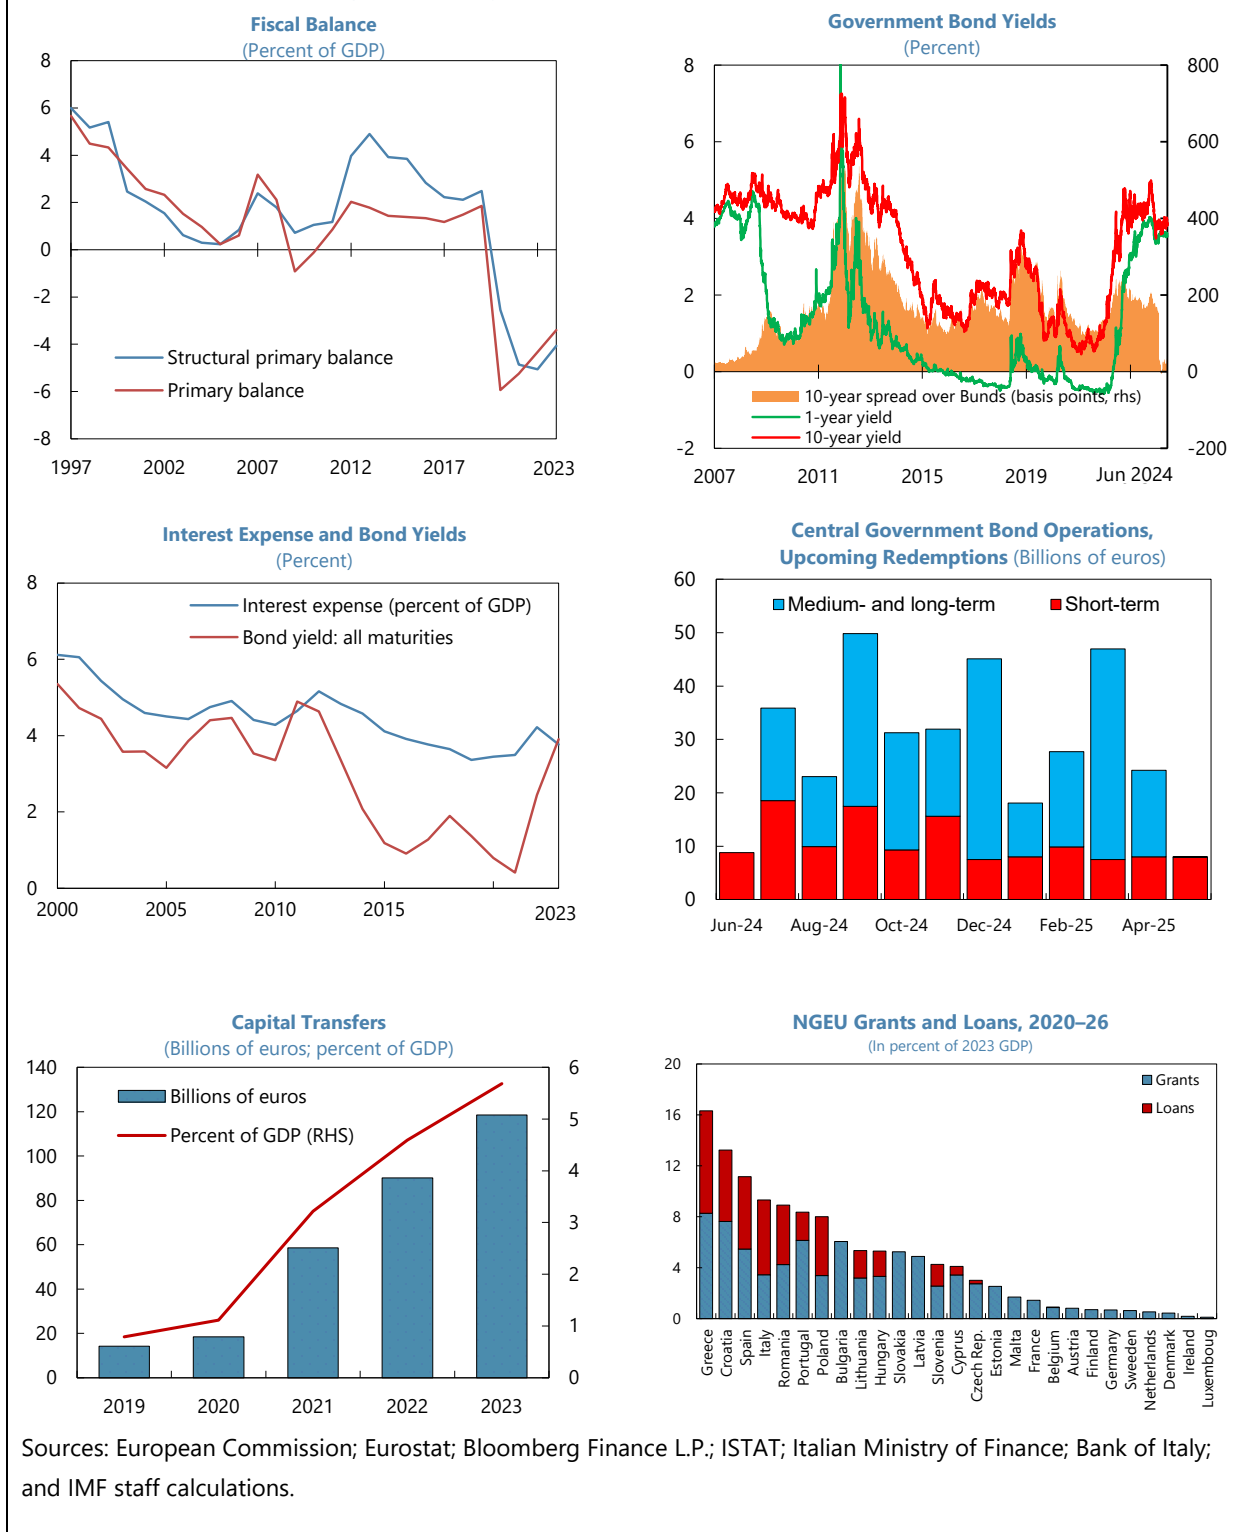 Fiscal Balance
(Percent of GDP)
8
6
4
2
0
-2
-4
-6
-8
Structural primary balance
Primary balance
1997 2002 2007 2012 2017 2023
Government Bond Yields
(Percent)
8 800
6 600
4 400
2 200
0 0
-2 -200
10-year spread over Bunds (basis points, rhs)
1-year yield
10-year yield
2007 2011 2015 2019 Jun 2024
Interest Expense and Bond Yields
(Percent)
8
6
4
2
0
Interest expense (percent of GDP)
Bond yield: all maturities
2000 2005 2010 2015 2023
Central Government Bond Operations,
Upcoming Redemptions (Billions of euros)
60
50
40
30
20
10
0
Medium- and long-term Short-term
Jun-24 Aug-24 Oct-24 Dec-24 Feb-25 Apr-25
Capital Transfers
(Billions of euros; percent of GDP)
140 6
120 5
100 4
80 3
60 2
40 1
20 0
0
Billions of euros
Percent of GDP (RHS)
2019 2020 2021 2022 2023
NGEU Grants and Loans, 2020–26
(In percent of 2023 GDP)
20
16
12
8
4
0
Grants
Loans
Greece
Croatia
Spain
Italy
Romania
Portugal
Poland
Bulgaria
Lithuania
Hungary
Slovakia
Latvia
Slovenia
Cyprus
Czech Rep.
Estonia
Malta
France
Belgium
Austria
Finland
Germany
Sweden
Netherlands
Denmark
Ireland
Luxemboug
Sources: European Commission; Eurostat; Bloomberg Finance L.P.; ISTAT; Italian Ministry of Finance; Bank of Italy;
and IMF staff calculations.